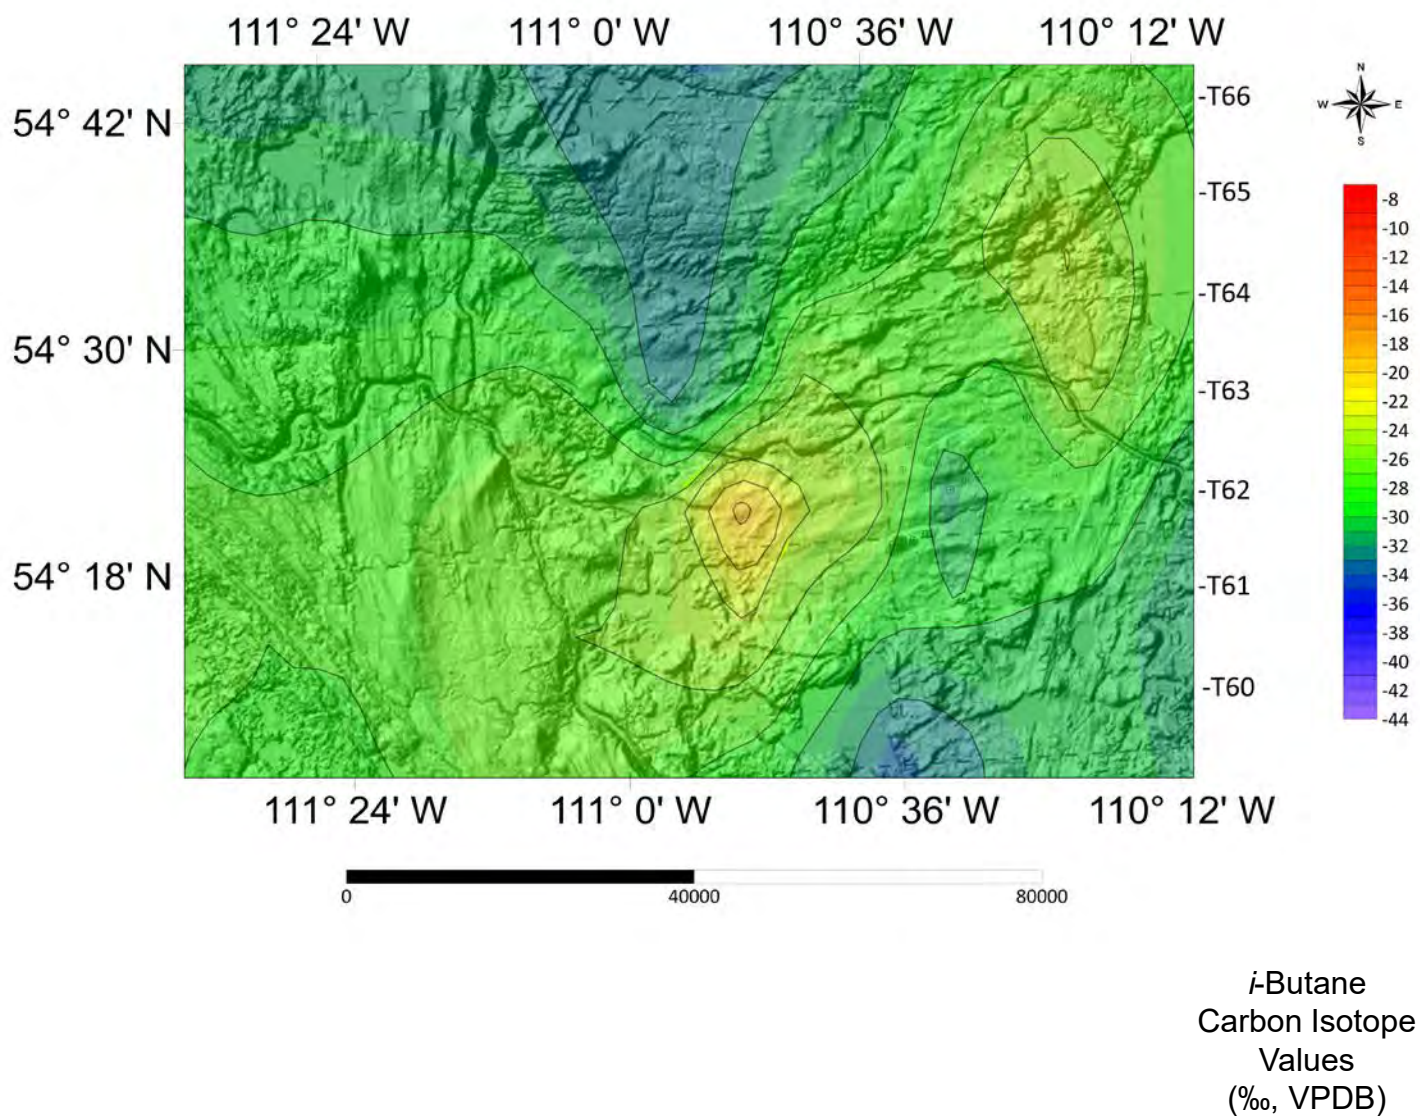 111° 24' W 111° 0' W 110° 36' W 110° 12' W
N
W E
S
54° 42' N
54° 30' N
54° 18' N
-T66
-T65
-T64
-T63
-T62
-T61
-T60
-8
-10
-12
-14
-16
-18
-20
-22
-24
-26
-28
-30
-32
-34
-36
-38
-40
-42
-44
111° 24' W 111° 0' W 110° 36' W 110° 12' W
0 40000 80000
i-Butane
Carbon Isotope
Values
(‰, VPDB)